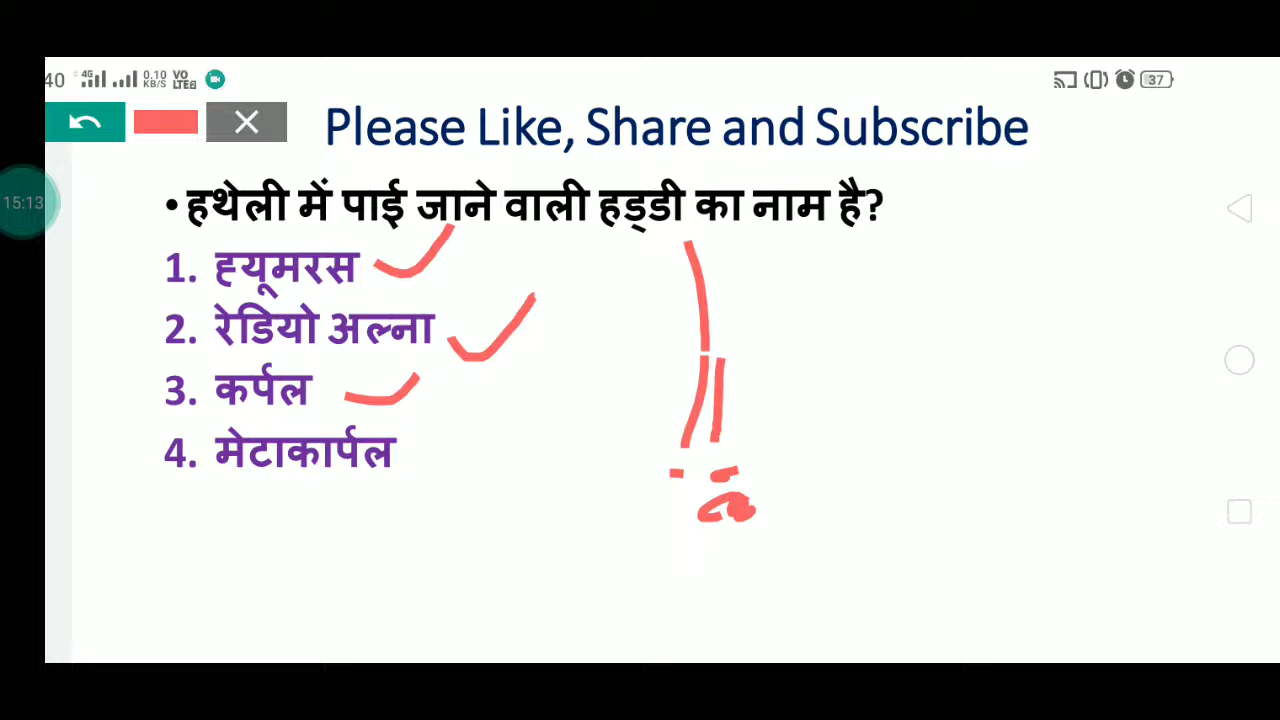 40 4G 0.10 KB/S VO LTE 37
Please Like, Share and Subscribe
15:13
• हथेली में पाई जाने वाली हड्डी का नाम है?
1. ह्यूमरस
2. रेडियो अल्ना
3. कर्पल
4. मेटाकार्पल